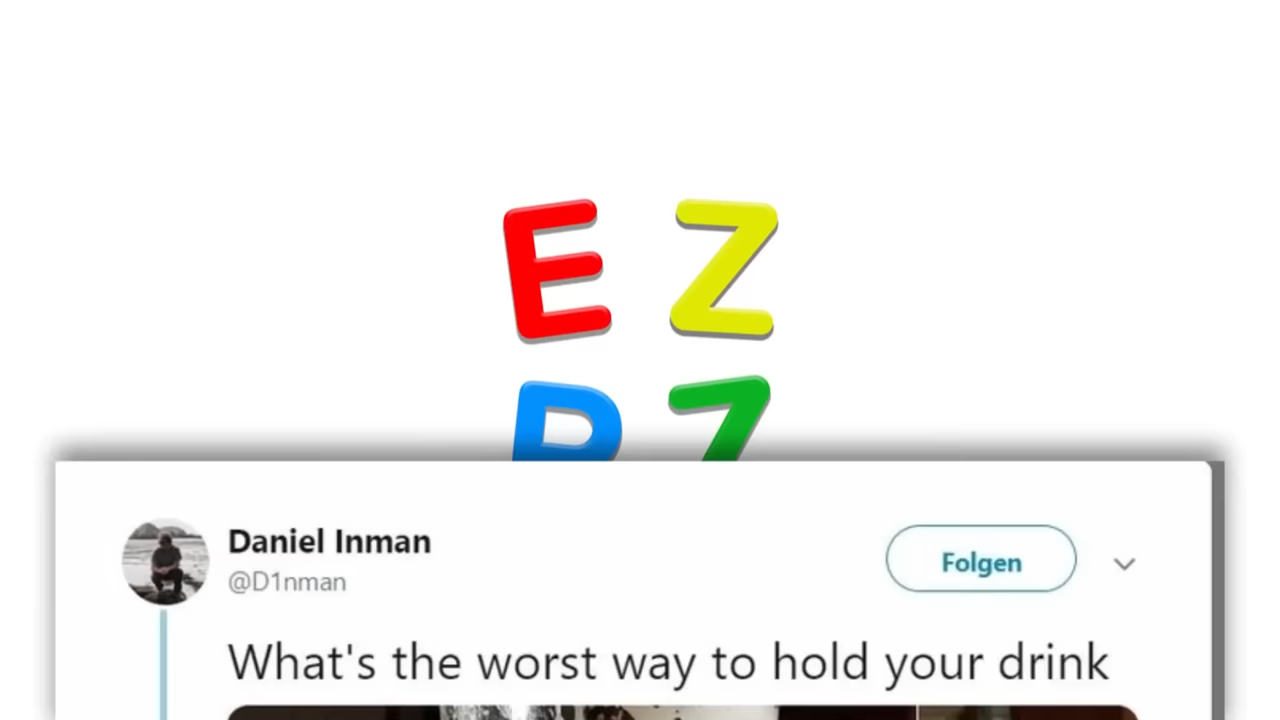 E Z
P Z
Daniel Inman
@D1nman
Folgen
What's the worst way to hold your drink